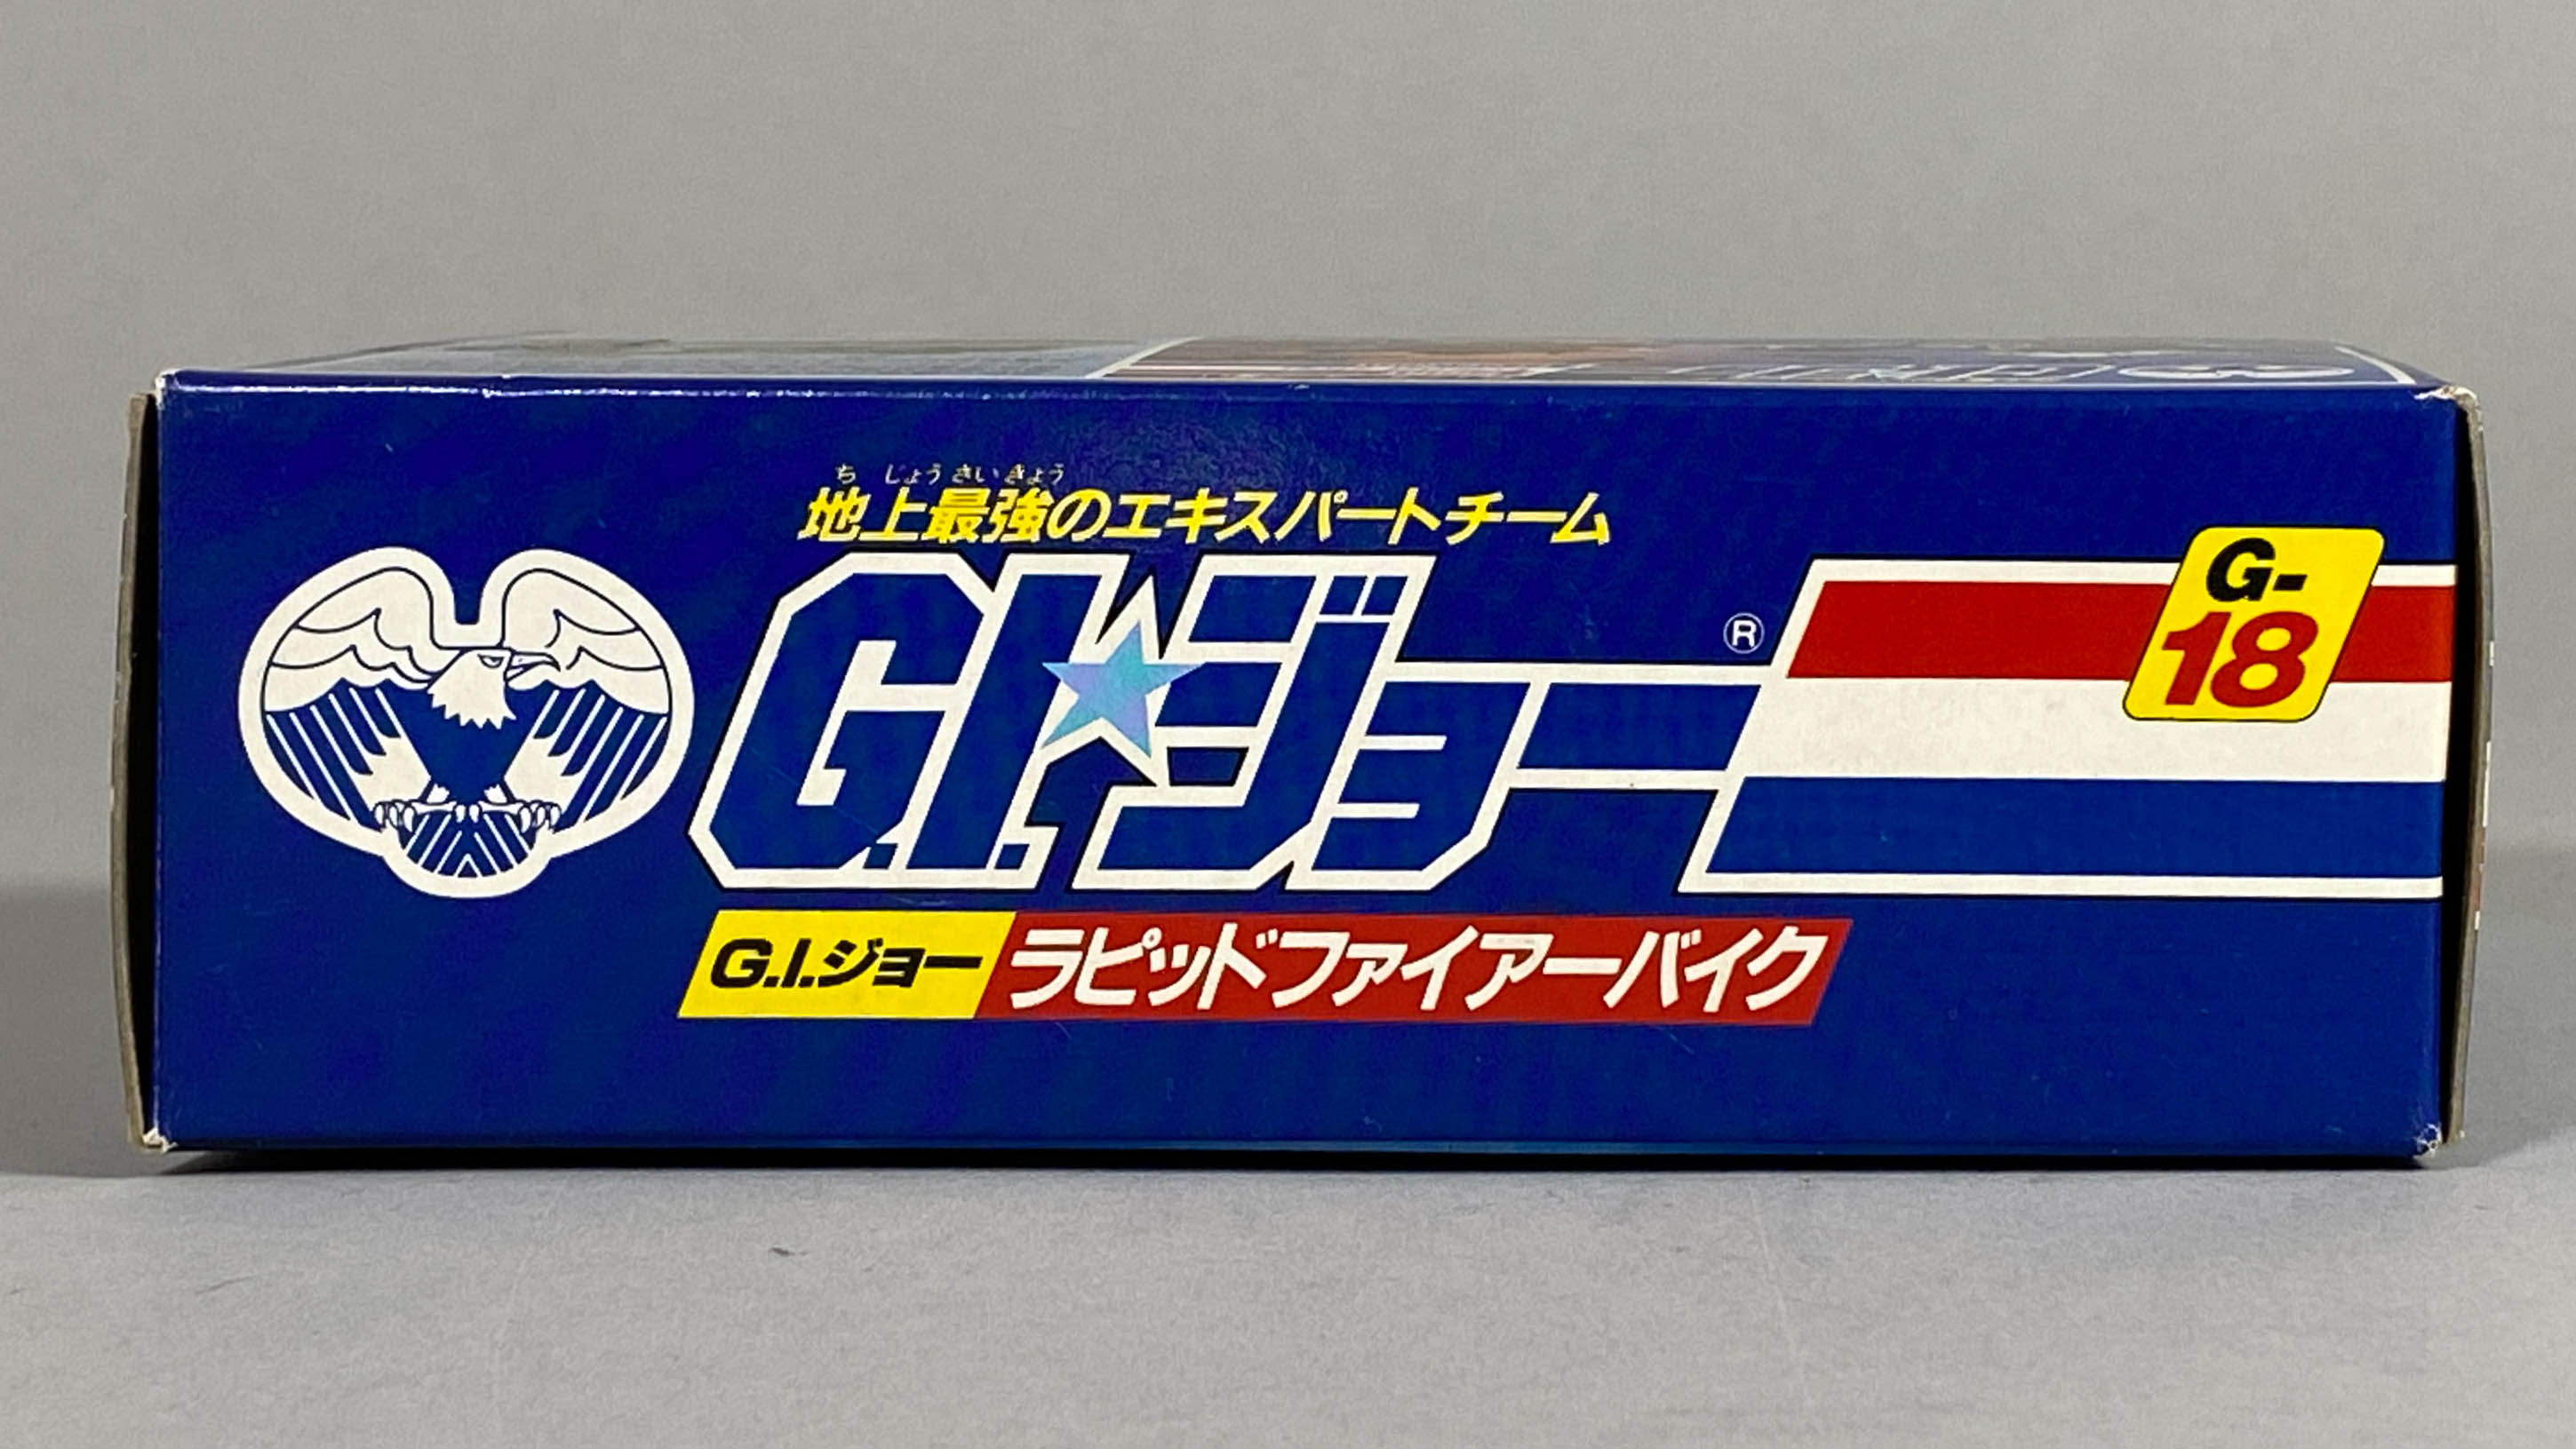 ち じょう さい きょう
地上最強のエキスパートチーム
G.I.ジョー ®
G-
18
G.I.ジョー ラピッドファイアーバイク